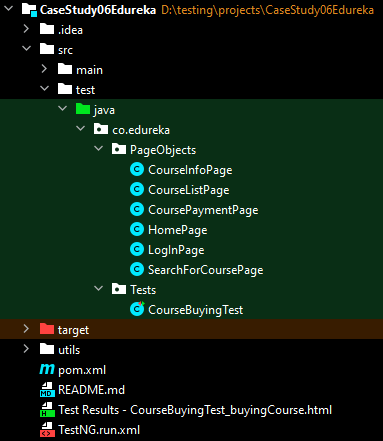 CaseStudy06Edureka D:\testing\projects\CaseStudy06Edureka
.idea
src
main
test
java
co.edureka
PageObjects
CourseInfoPage
CourseListPage
CoursePaymentPage
HomePage
LogInPage
SearchForCoursePage
Tests
CourseBuyingTest
target
utils
pom.xml
README.md
Test Results - CourseBuyingTest_buyingCourse.html
TestNG.run.xml